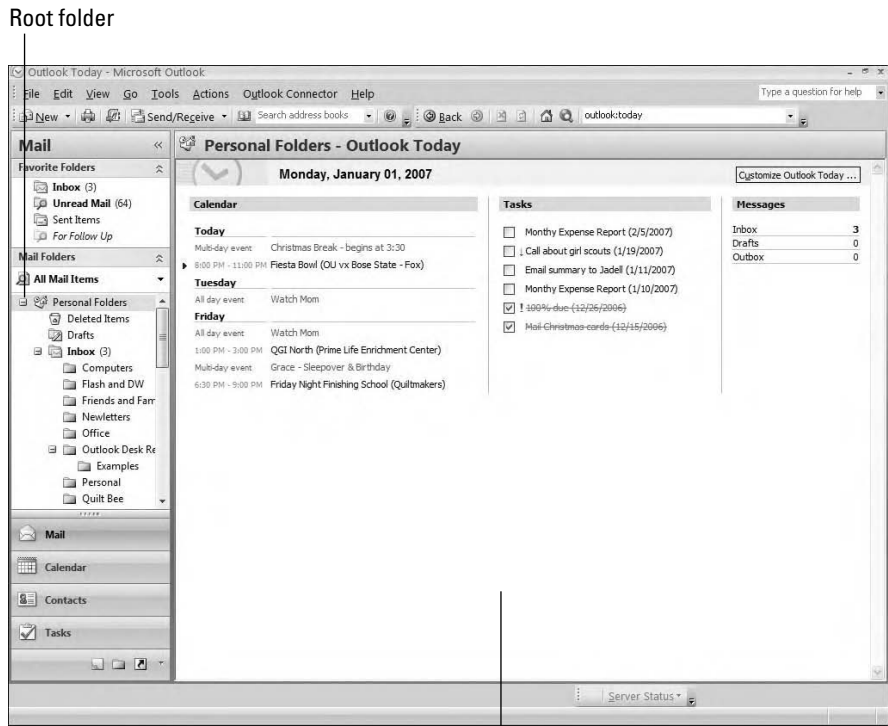 Root folder
Outlook Today - Microsoft Outlook
File Edit View Go Tools Actions Outlook Connector Help
Type a question for help
New Send/Receive Search address books Back outlook:today
Mail
Personal Folders - Outlook Today
Favorite Folders
Inbox (3)
Unread Mail (64)
Sent Items
For Follow Up
Mail Folders
All Mail Items
Personal Folders
Deleted Items
Drafts
Inbox (3)
Computers
Flash and DW
Friends and Fam
Newletters
Office
Outlook Desk Re
Examples
Personal
Quilt Bee
Mail
Calendar
Contacts
Tasks
Monday, January 01, 2007
Customize Outlook Today ...
Calendar
Today
Multi-day event Christmas Break - begins at 3:30
8:00 PM - 11:00 PM Fiesta Bowl (OU vx Bose State - Fox)
Tuesday
All day event Watch Mom
Friday
All day event Watch Mom
1:00 PM - 3:00 PM QGI North (Prime Life Enrichment Center)
Multi-day event Grace - Sleepover & Birthday
6:30 PM - 9:00 PM Friday Night Finishing School (Quiltmakers)
Tasks
Monthy Expense Report (2/5/2007)
↓ Call about girl scouts (1/19/2007)
Email summary to Jadell (1/11/2007)
Monthy Expense Report (1/10/2007)
! 100% due (12/26/2006)
Mail Christmas cards (12/15/2006)
Messages
Inbox 3
Drafts 0
Outbox 0
Server Status